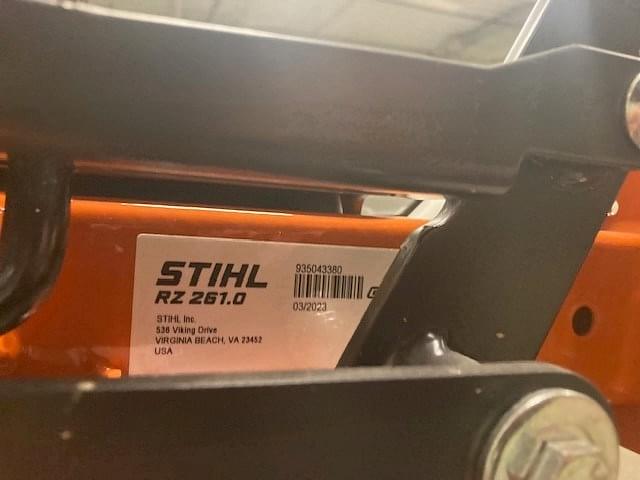 STIHL
RZ 261.0
STIHL Inc.
536 Viking Drive
VIRGINIA BEACH, VA 23452
USA
935043380
03/2023